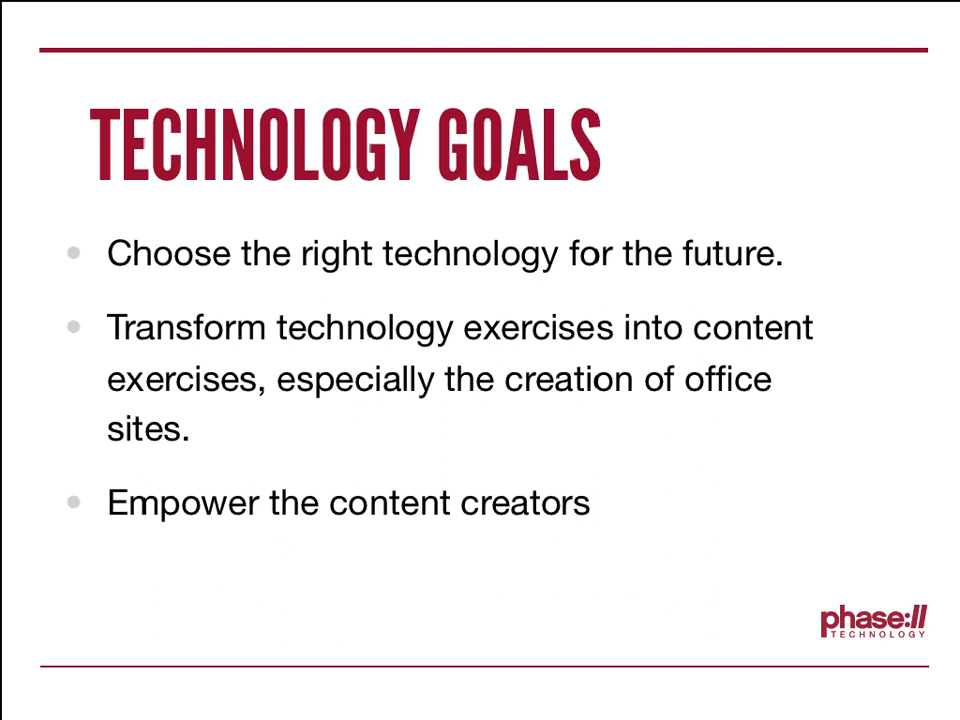 TECHNOLOGY GOALS
Choose the right technology for the future.
Transform technology exercises into content
exercises, especially the creation of office
sites.
Empower the content creators
phase://
TECHNOLOGY